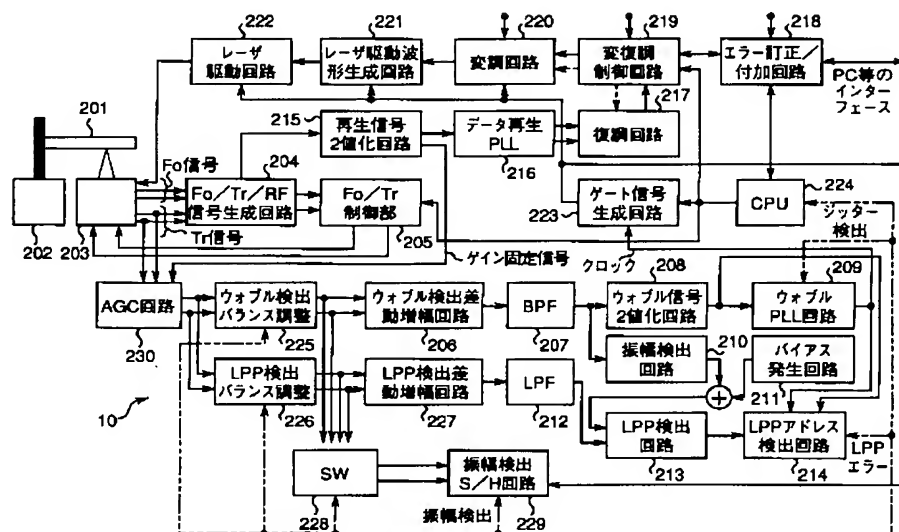 222
221
220
219
218
レーザ
駆動回路
レーザ駆動波
形生成回路
変調回路
変復調
制御回路
エラー訂正／
付加回路
PC等の
インター
フェース
201
215
再生信号
2値化回路
データ再生
PLL
216
217
復調回路
Fo信号
204
Fo／Tr／RF
信号生成回路
Fo／Tr
制御部
205
ゲート信号
生成回路
223
CPU
224
202
203
Tr信号
ゲイン固定信号
クロック
ジッター
検出
AGC回路
230
ウォブル検出
バランス調整
225
ウォブル検出差
動増幅回路
206
BPF
207
208
ウォブル信号
2値化回路
209
ウォブル
PLL回路
210
振幅検出
回路
バイアス
発生回路
211
10
LPP検出
バランス調整
226
LPP検出差
動増幅回路
227
LPF
212
LPP検出
回路
213
LPPアドレス
検出回路
214
LPP
エラー
SW
228
振幅検出
S／H回路
229
振幅検出